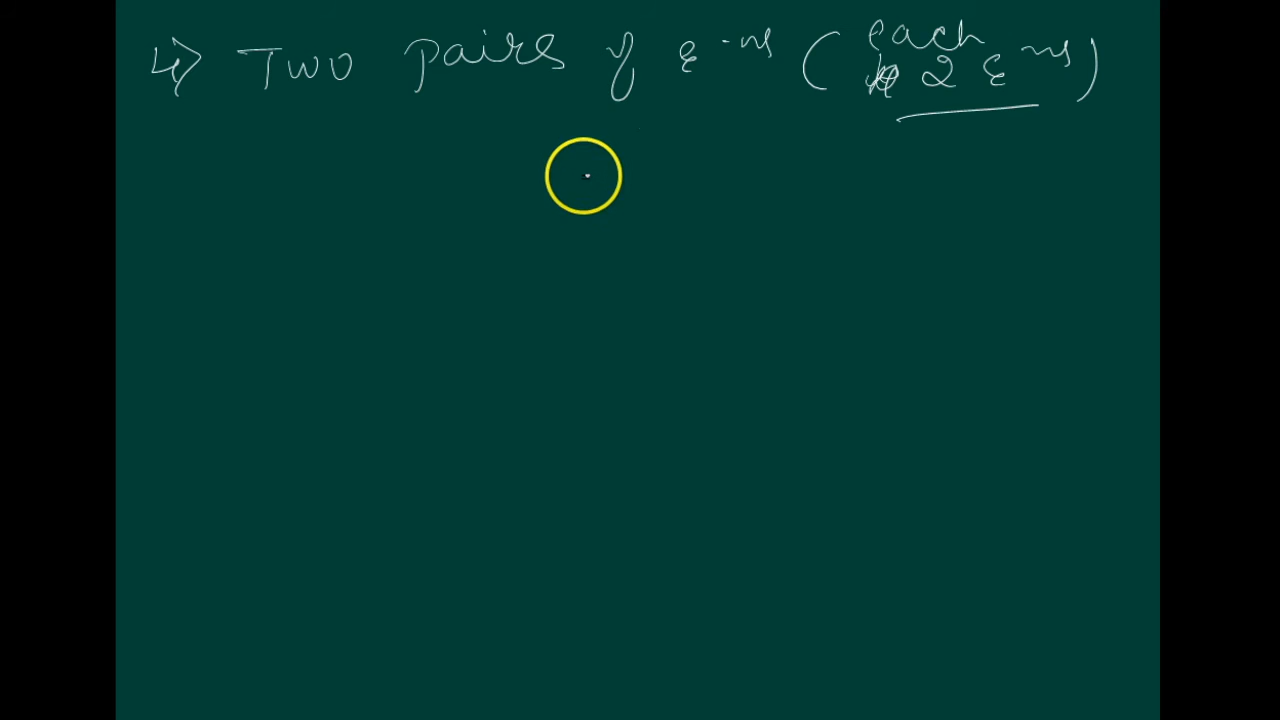 4) Two pairs of ε⁻ⁿˢ (each 2 ε⁻ⁿˢ)